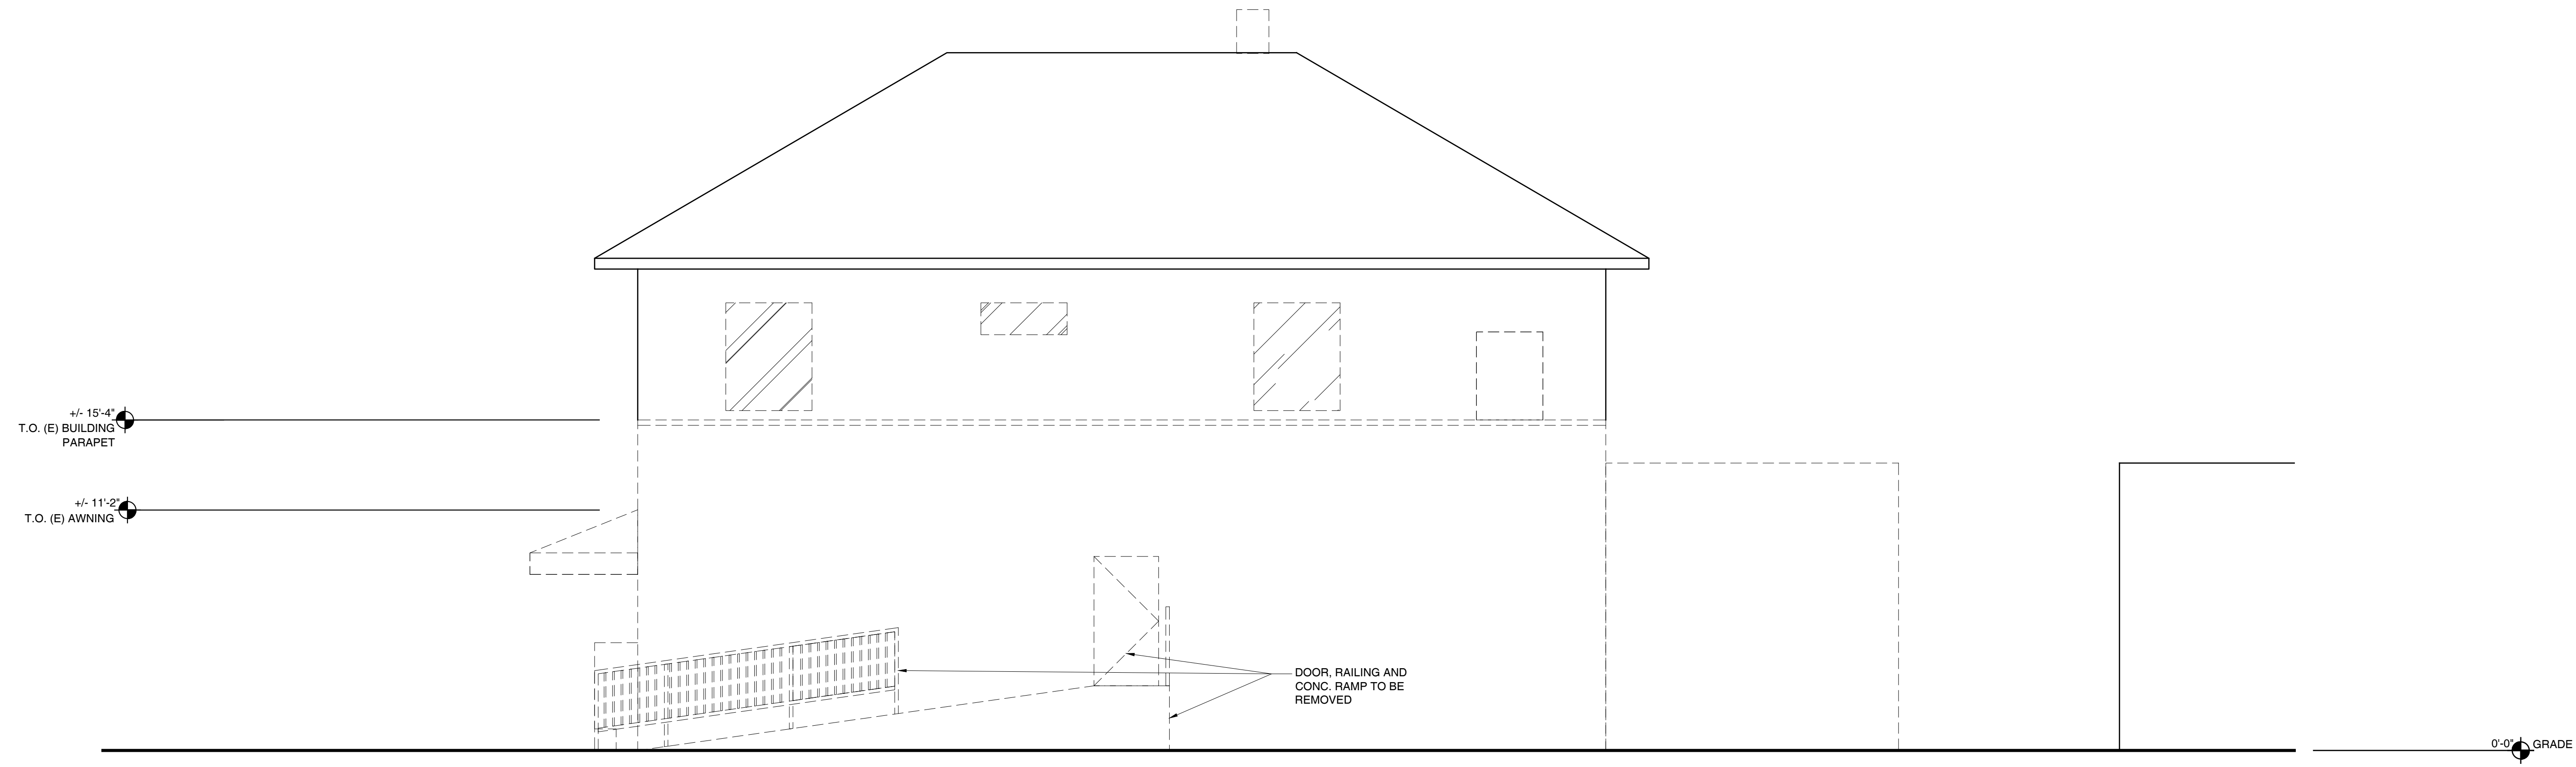 +/- 15'-4"
T.O. (E) BUILDING
PARAPET
+/- 11'-2"
T.O. (E) AWNING
DOOR, RAILING AND
CONC. RAMP TO BE
REMOVED
0'-0"
GRADE